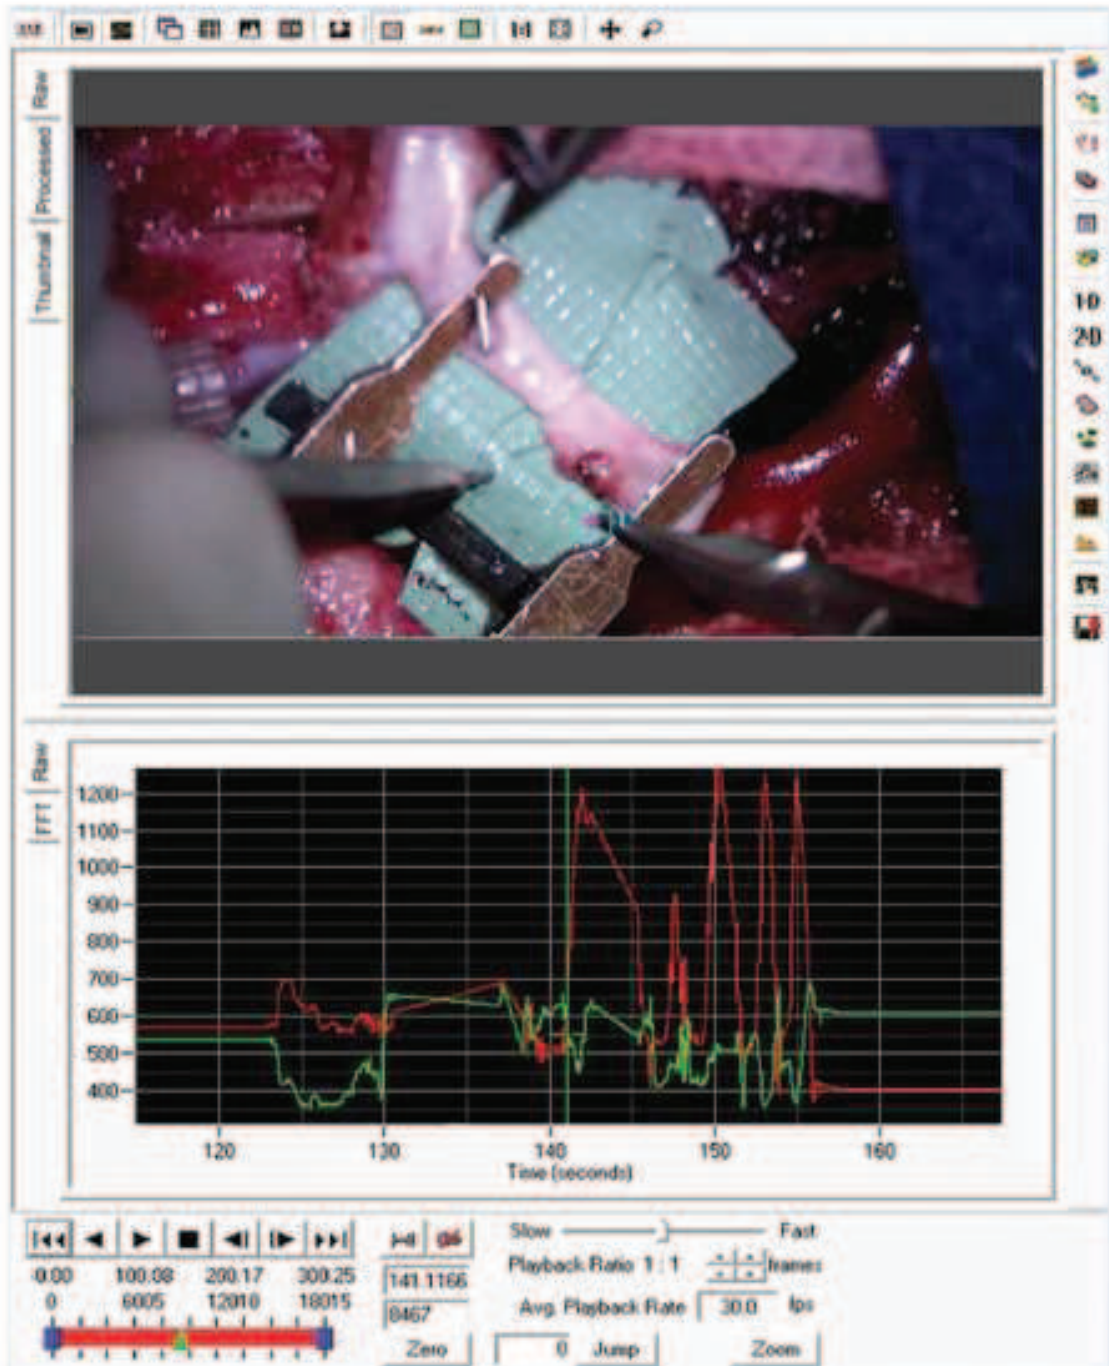 Raw
Processed
Thumbnail
1-D
2-D
Raw
FFT
1200
1100
1000
900
800
700
600
500
400
120 130 140 150 160
Time (seconds)
Slow Fast
0.00 100.08 200.17 300.25
141.1166
Playback Ratio 1 : 1 frames
0 6005 12010 18015
8467
Avg. Playback Rate 30.0 fps
Zero 0 Jump Zoom